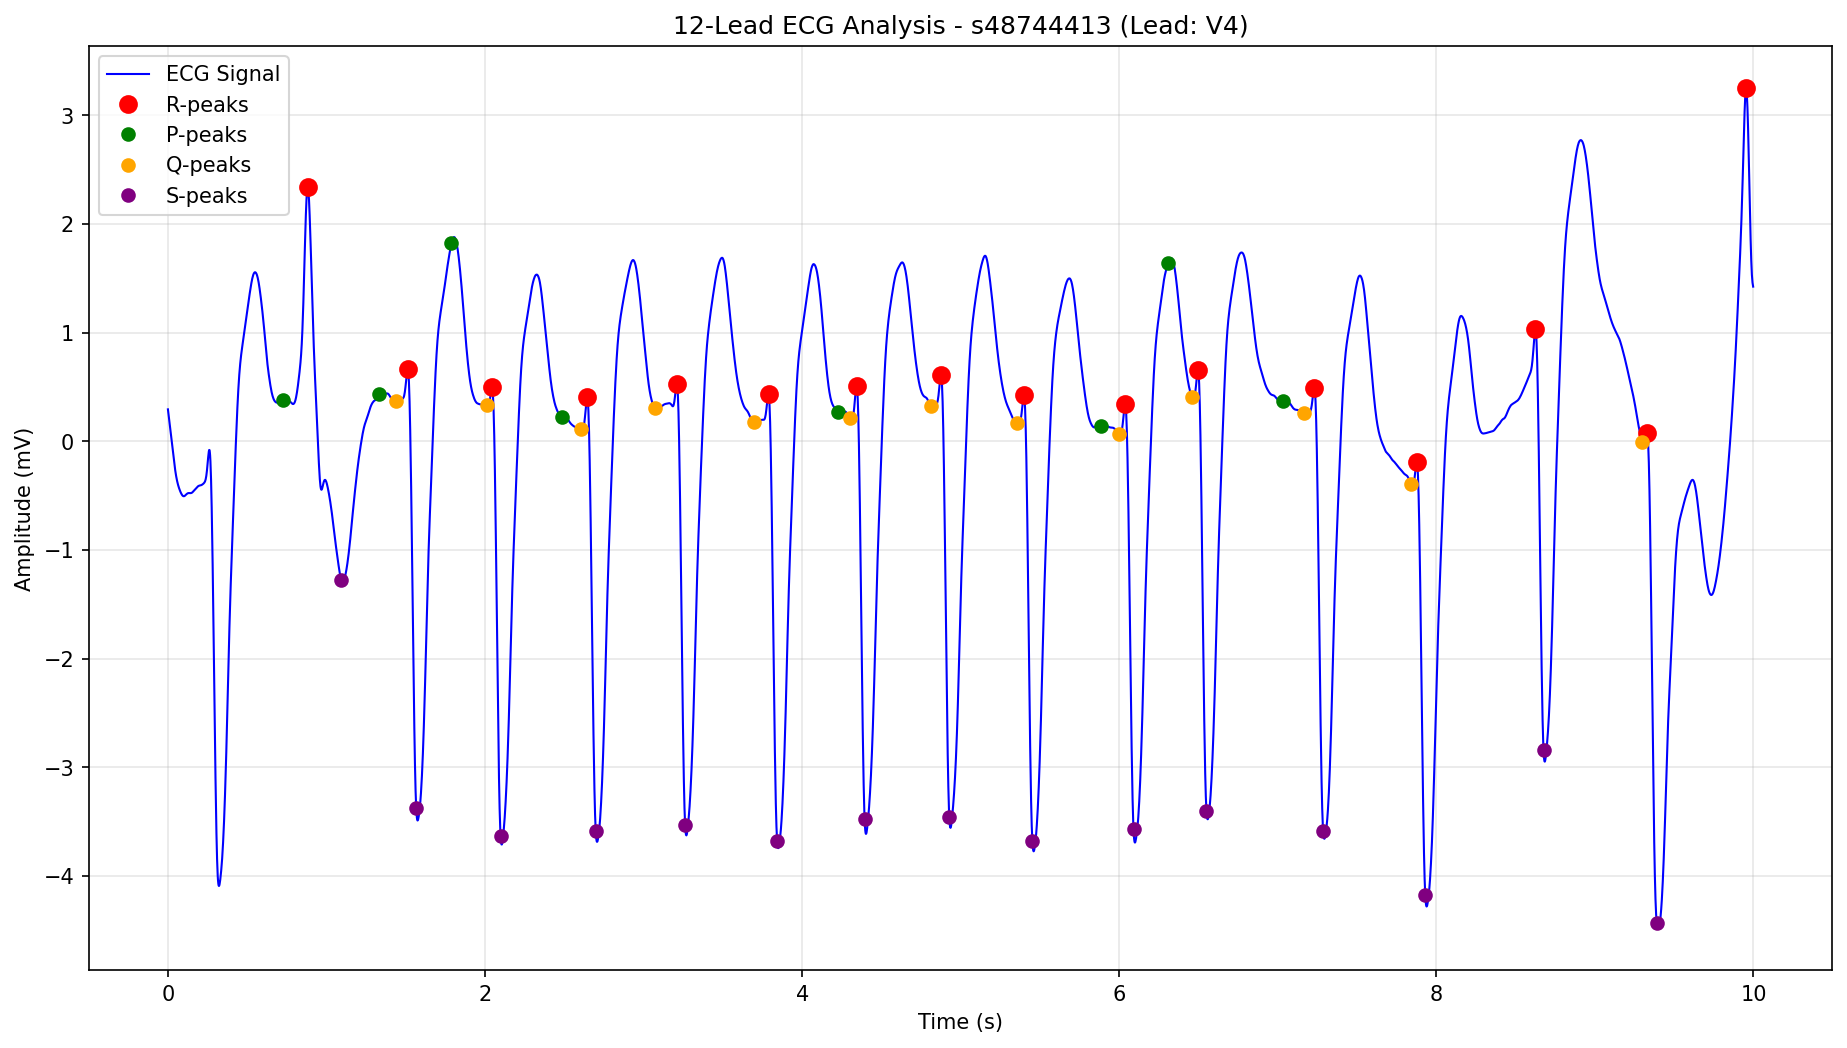 12-Lead ECG Analysis - s48744413 (Lead: V4)
ECG Signal
R-peaks
P-peaks
Q-peaks
S-peaks
Amplitude (mV)
3
2
1
0
−1
−2
−3
−4
0
2
4
6
8
10
Time (s)